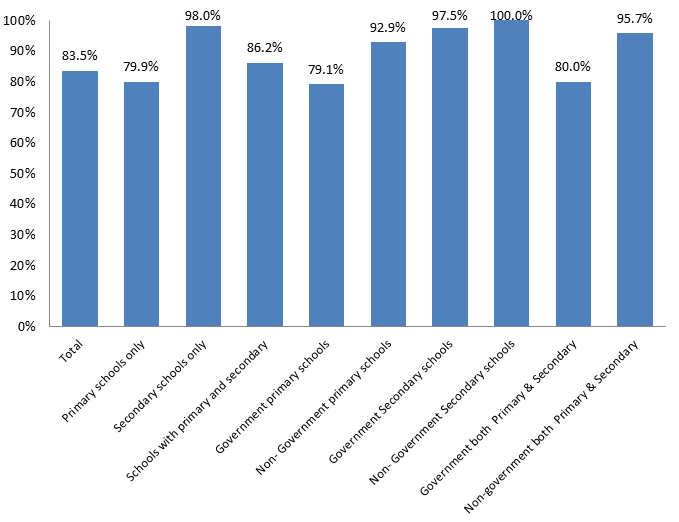 100%
90%
80%
70%
60%
50%
40%
30%
20%
10%
0%
83.5%
79.9%
98.0%
86.2%
79.1%
92.9%
97.5%
100.0%
80.0%
95.7%
Total
Primary schools only
Secondary schools only
Schools with primary and secondary
Government primary schools
Non- Government primary schools
Government Secondary schools
Non- Government Secondary schools
Government both Primary & Secondary
Non-government both Primary & Secondary